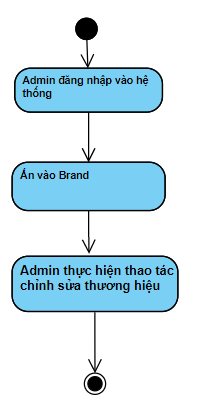 Admin đăng nhập vào hệ
thống
Ấn vào Brand
Admin thực hiện thao tác
chỉnh sửa thương hiệu